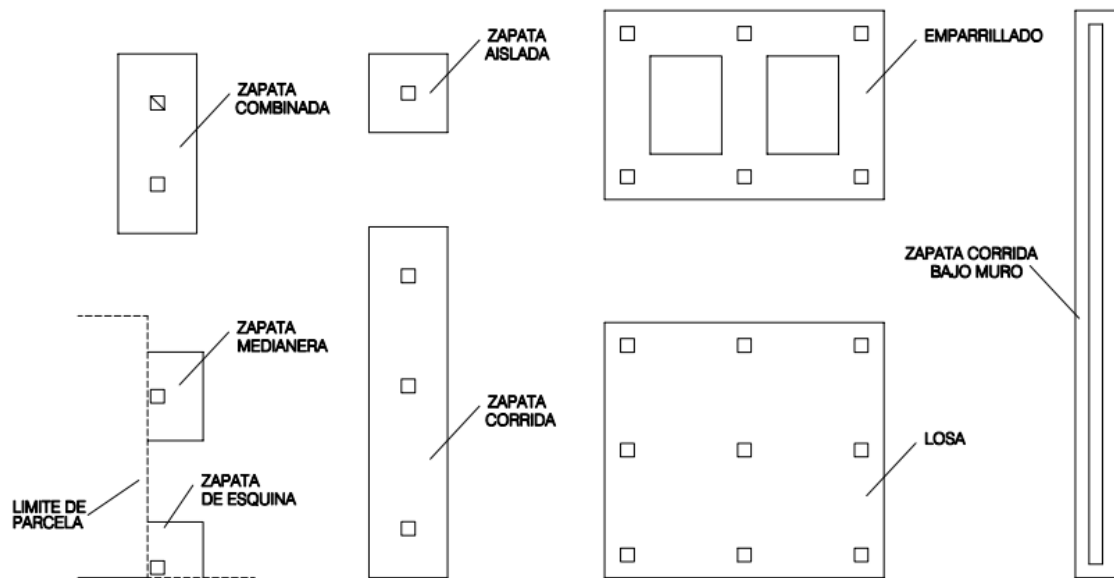 ZAPATA
COMBINADA
ZAPATA
AISLADA
EMPARRILLADO
ZAPATA CORRIDA
BAJO MURO
ZAPATA
MEDIANERA
ZAPATA
CORRIDA
LOSA
ZAPATA
DE ESQUINA
LIMITE DE
PARCELA